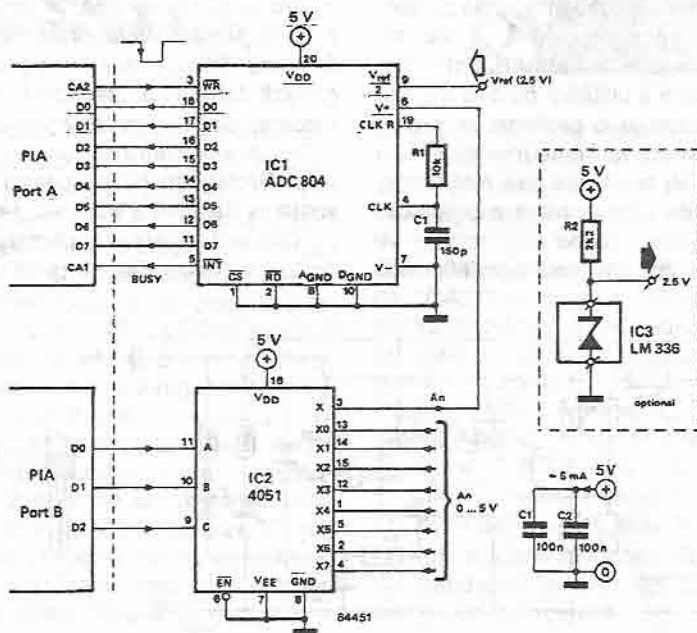 5 V
20
VDD
CA2
3
WR
Vref
2
9
Vref (2.5 V)
D0
18
D0
V+
6
D1
17
D1
CLK R
19
D2
16
D2
PIA
IC1
R1
10k
D3
15
D3
ADC 804
Port A
D4
14
D4
D5
13
D5
CLK
4
C1
150p
D6
12
D6
D7
11
D7
V-
7
CA1
5
INT
BUSY
CS
RD
AGND
DGND
1
2
8
10
5 V
R2
2k2
2.5 V
IC3
LM 336
optional
5 V
16
VDD
X
3
An
X0
13
D0
11
A
X1
14
PIA
IC2
X2
15
D1
10
B
4051
X3
12
Port B
X4
1
D2
9
C
X5
5
X6
2
X7
4
An
0 ... 5 V
EN
VEE
GND
6
7
8
84451
~ 5 mA
5V
C1
C2
100n
100n
0